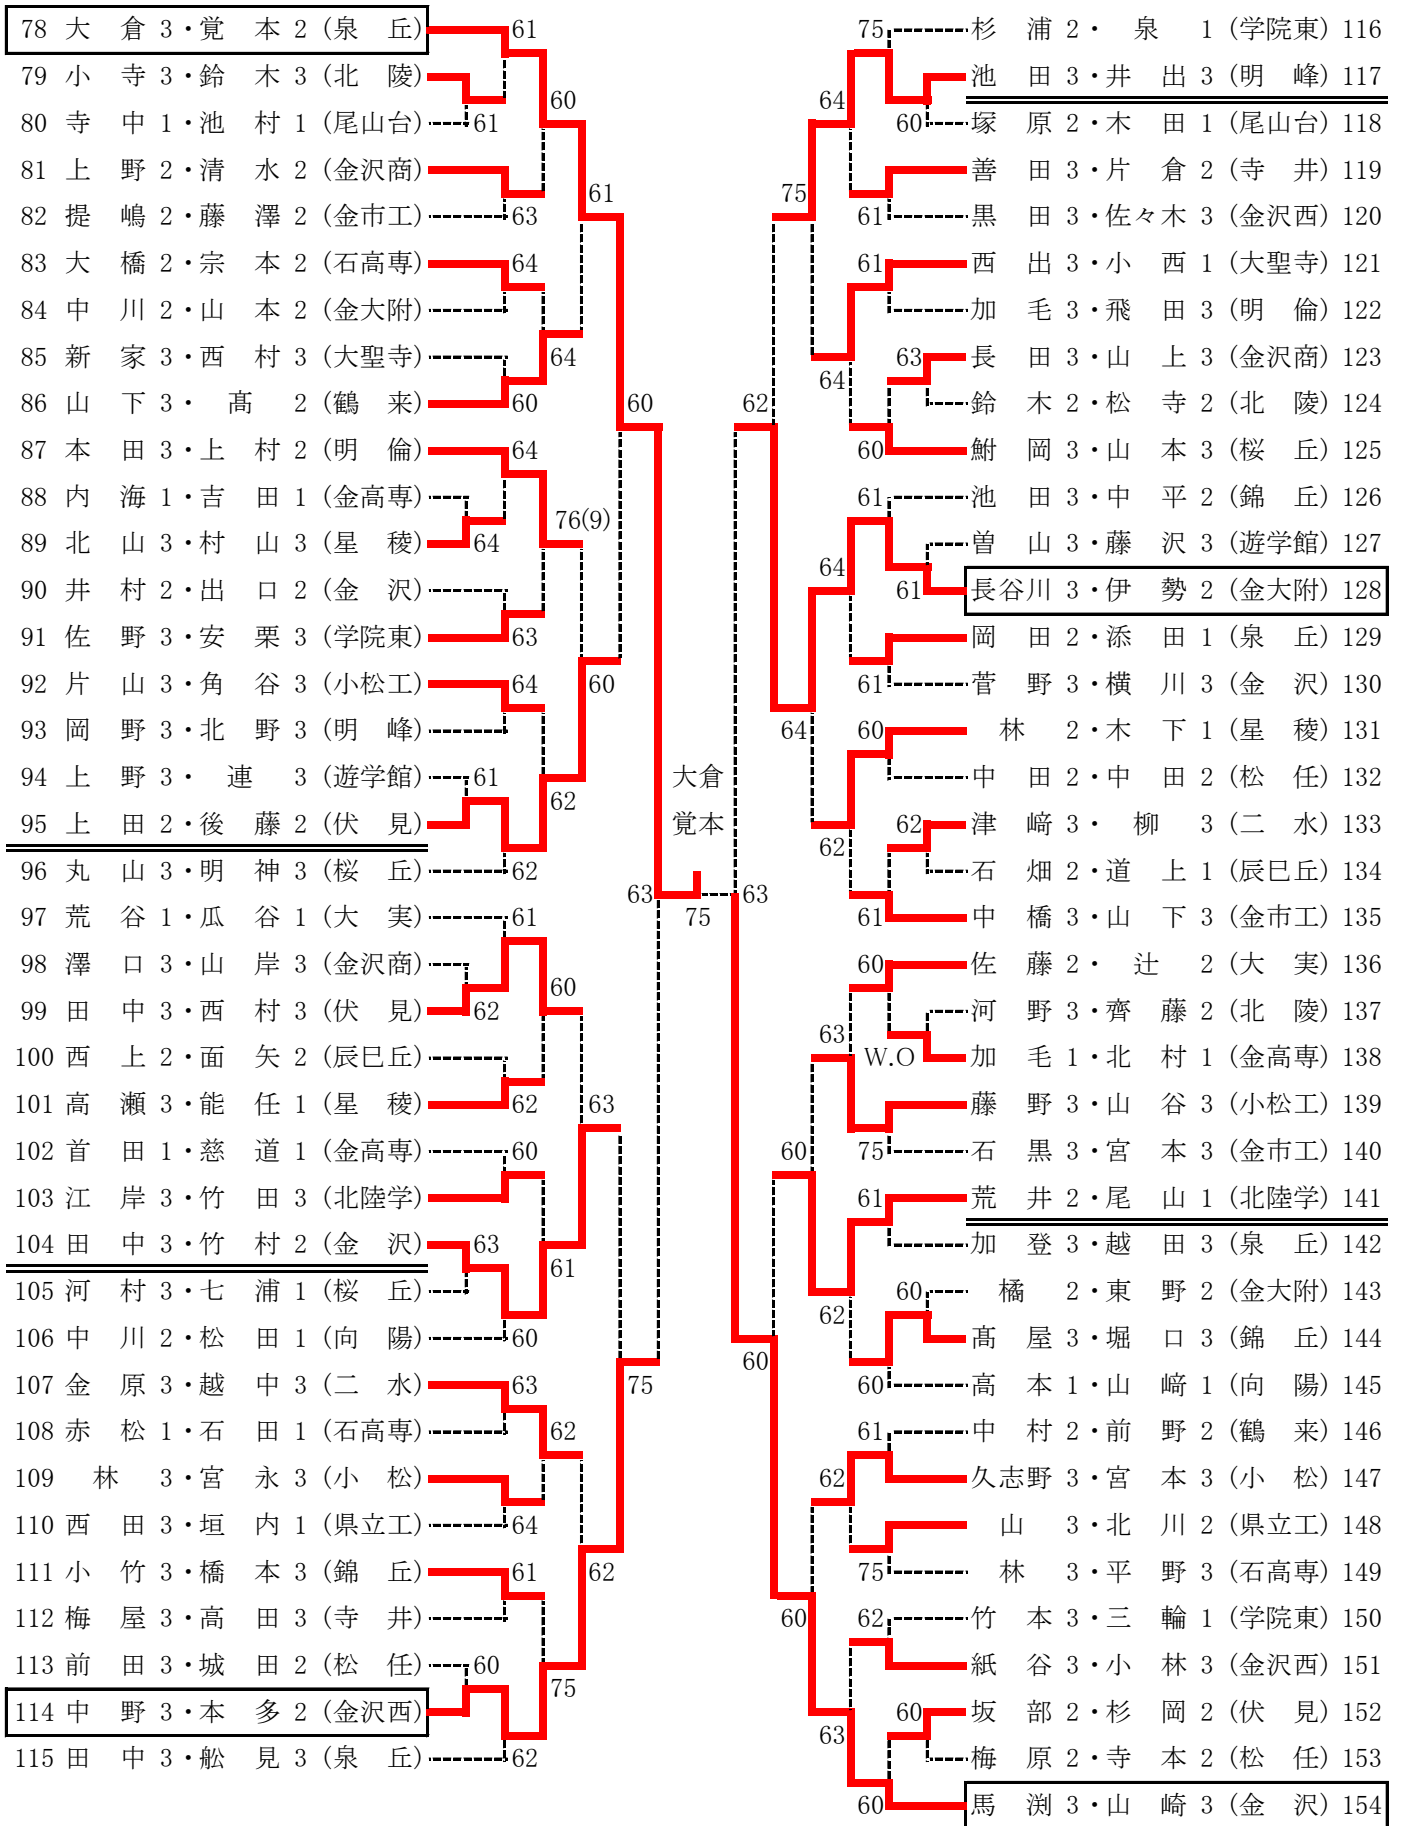 78 大 倉 3・覚 本 2 (泉 丘)
79 小 寺 3・鈴 木 3 (北 陵)
80 寺 中 1・池 村 1 (尾山台)
81 上 野 2・清 水 2 (金沢商)
82 提 嶋 2・藤 澤 2 (金市工)
83 大 橋 2・宗 本 2 (石高専)
84 中 川 2・山 本 2 (金大附)
85 新 家 3・西 村 3 (大聖寺)
86 山 下 3・ 髙 2 (鶴 来)
87 本 田 3・上 村 2 (明 倫)
88 内 海 1・吉 田 1 (金高専)
89 北 山 3・村 山 3 (星 稜)
90 井 村 2・出 口 2 (金 沢)
91 佐 野 3・安 栗 3 (学院東)
92 片 山 3・角 谷 3 (小松工)
93 岡 野 3・北 野 3 (明 峰)
94 上 野 3・ 連 3 (遊学館)
95 上 田 2・後 藤 2 (伏 見)
96 丸 山 3・明 神 3 (桜 丘)
97 荒 谷 1・瓜 谷 1 (大 実)
98 澤 口 3・山 岸 3 (金沢商)
99 田 中 3・西 村 3 (伏 見)
100 西 上 2・面 矢 2 (辰巳丘)
101 高 瀬 3・能 任 1 (星 稜)
102 首 田 1・慈 道 1 (金高専)
103 江 岸 3・竹 田 3 (北陸学)
104 田 中 3・竹 村 2 (金 沢)
105 河 村 3・七 浦 1 (桜 丘)
106 中 川 2・松 田 1 (向 陽)
107 金 原 3・越 中 3 (二 水)
108 赤 松 1・石 田 1 (石高専)
109 林 3・宮 永 3 (小 松)
110 西 田 3・垣 内 1 (県立工)
111 小 竹 3・橋 本 3 (錦 丘)
112 梅 屋 3・高 田 3 (寺 井)
113 前 田 3・城 田 2 (松 任)
114 中 野 3・本 多 2 (金沢西)
115 田 中 3・舩 見 3 (泉 丘)
61
61
63
64
60
64
64
63
64
61
62
61
62
62
60
63
60
63
64
61
60
62
60
64
76(9)
62
60
61
62
75
61
60
63
62
60
75
63
大倉
覚本
75
63
62
60
75
64
60
60
64
64
62
63
62
62
63
75
60
61
61
63
60
61
61
61
60
62
61
60
W.O
75
61
60
60
61
75
62
60
60
杉 浦 2・ 泉 1 (学院東) 116
池 田 3・井 出 3 (明 峰) 117
塚 原 2・木 田 1 (尾山台) 118
善 田 3・片 倉 2 (寺 井) 119
黒 田 3・佐々木 3 (金沢西) 120
西 出 3・小 西 1 (大聖寺) 121
加 毛 3・飛 田 3 (明 倫) 122
長 田 3・山 上 3 (金沢商) 123
鈴 木 2・松 寺 2 (北 陵) 124
鮒 岡 3・山 本 3 (桜 丘) 125
池 田 3・中 平 2 (錦 丘) 126
曽 山 3・藤 沢 3 (遊学館) 127
長谷川 3・伊 勢 2 (金大附) 128
岡 田 2・添 田 1 (泉 丘) 129
菅 野 3・横 川 3 (金 沢) 130
林 2・木 下 1 (星 稜) 131
中 田 2・中 田 2 (松 任) 132
津 﨑 3・ 柳 3 (二 水) 133
石 畑 2・道 上 1 (辰巳丘) 134
中 橋 3・山 下 3 (金市工) 135
佐 藤 2・ 辻 2 (大 実) 136
河 野 3・齊 藤 2 (北 陵) 137
加 毛 1・北 村 1 (金高専) 138
藤 野 3・山 谷 3 (小松工) 139
石 黒 3・宮 本 3 (金市工) 140
荒 井 2・尾 山 1 (北陸学) 141
加 登 3・越 田 3 (泉 丘) 142
橘 2・東 野 2 (金大附) 143
髙 屋 3・堀 口 3 (錦 丘) 144
高 本 1・山 﨑 1 (向 陽) 145
中 村 2・前 野 2 (鶴 来) 146
久志野 3・宮 本 3 (小 松) 147
山 3・北 川 2 (県立工) 148
林 3・平 野 3 (石高専) 149
竹 本 3・三 輪 1 (学院東) 150
紙 谷 3・小 林 3 (金沢西) 151
坂 部 2・杉 岡 2 (伏 見) 152
梅 原 2・寺 本 2 (松 任) 153
馬 渕 3・山 崎 3 (金 沢) 154